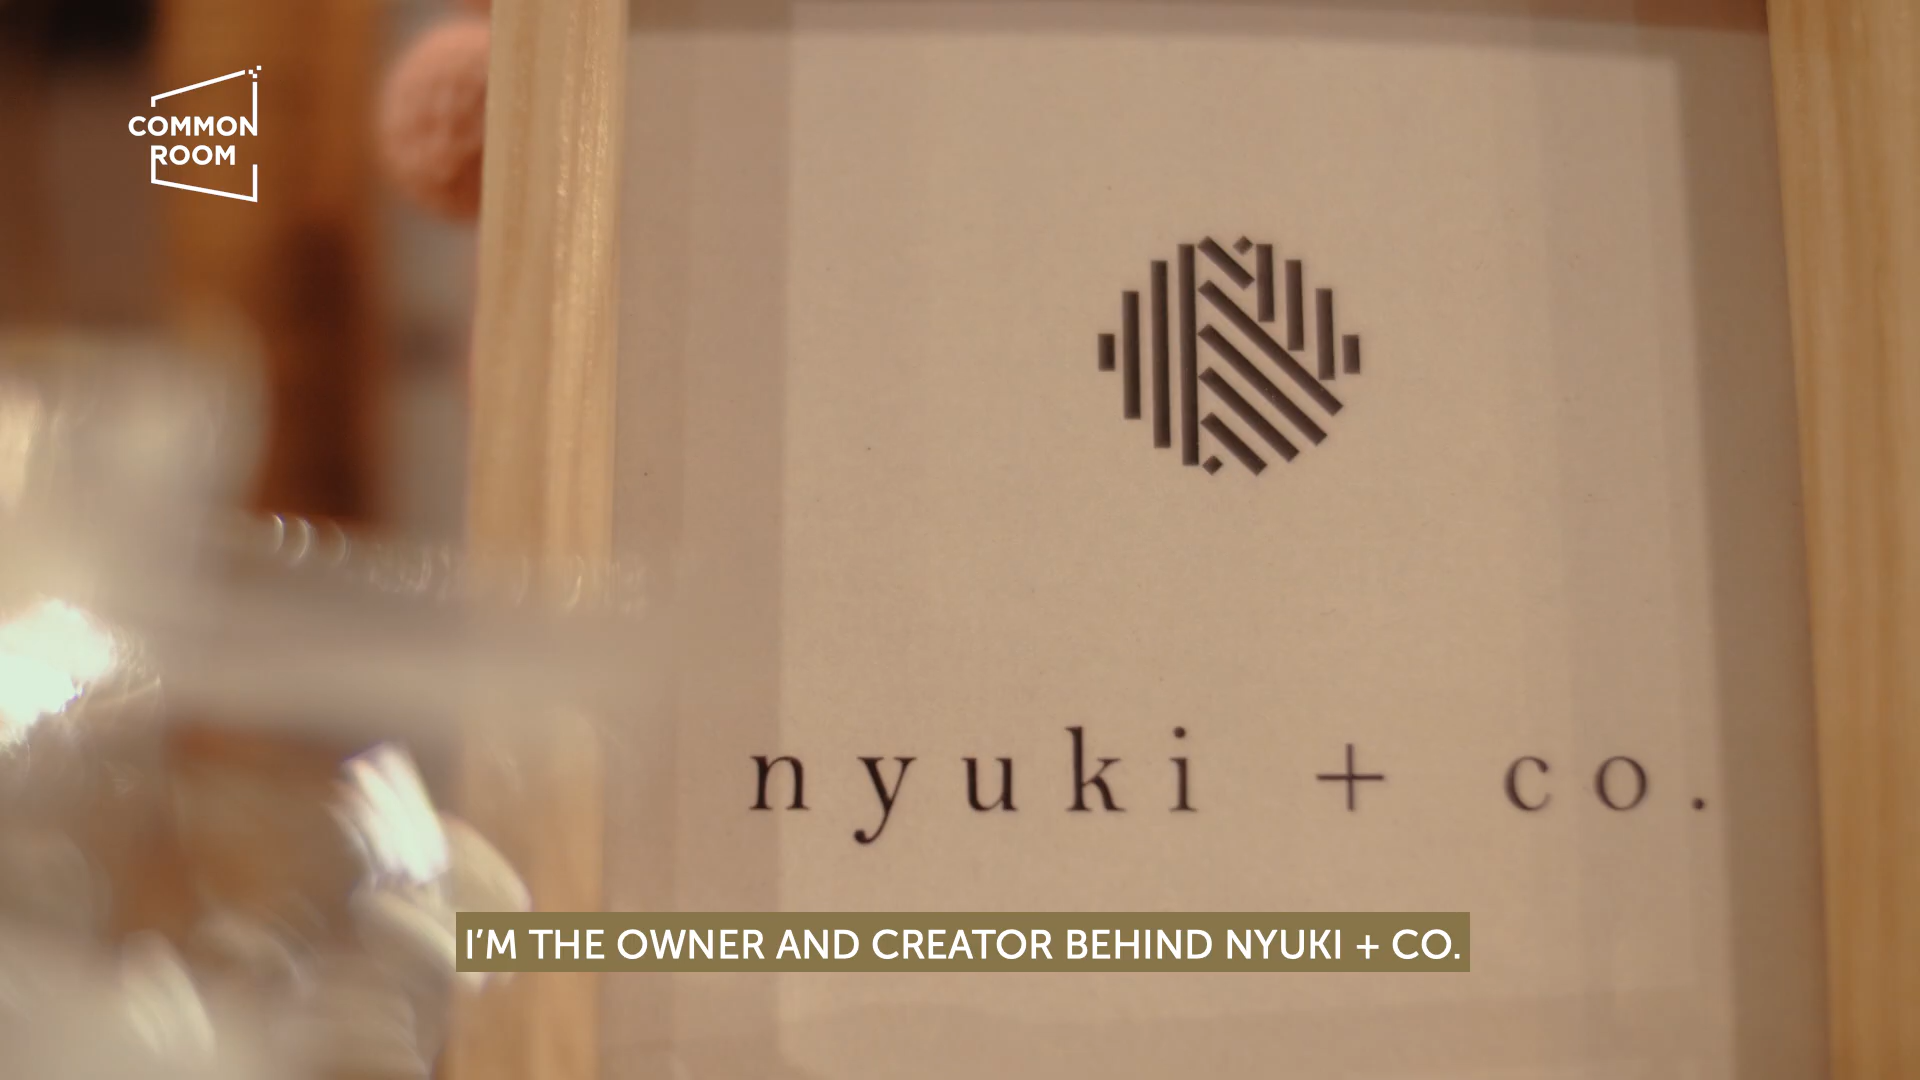 COMMON
ROOM
nyuki + co.
I'M THE OWNER AND CREATOR BEHIND NYUKI + CO.